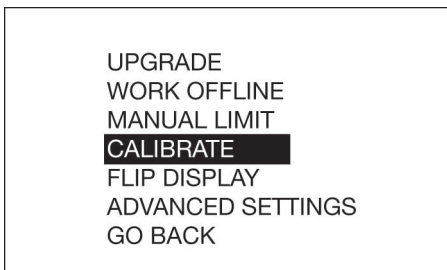 UPGRADE
WORK OFFLINE
MANUAL LIMIT
CALIBRATE
FLIP DISPLAY
ADVANCED SETTINGS
GO BACK